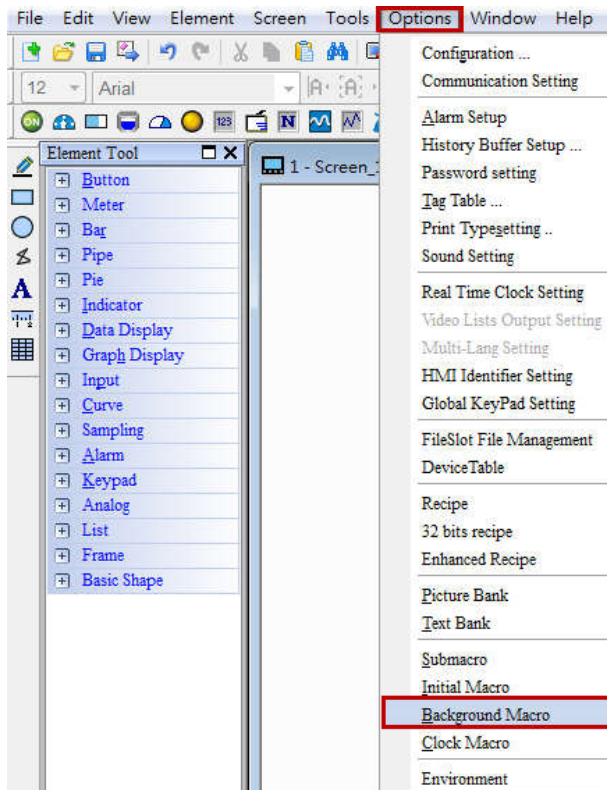 File Edit View Element Screen Tools Options Window Help
12 Arial A A
ON 123 N
Element Tool
1 - Screen_
Button
Meter
Bar
Pipe
Pie
Indicator
Data Display
Graph Display
Input
Curve
Sampling
Alarm
Keypad
Analog
List
Frame
Basic Shape
A
Configuration ...
Communication Setting
Alarm Setup
History Buffer Setup ...
Password setting
Tag Table ...
Print Typesetting ..
Sound Setting
Real Time Clock Setting
Video Lists Output Setting
Multi-Lang Setting
HMI Identifier Setting
Global KeyPad Setting
FileSlot File Management
DeviceTable
Recipe
32 bits recipe
Enhanced Recipe
Picture Bank
Text Bank
Submacro
Initial Macro
Background Macro
Clock Macro
Environment